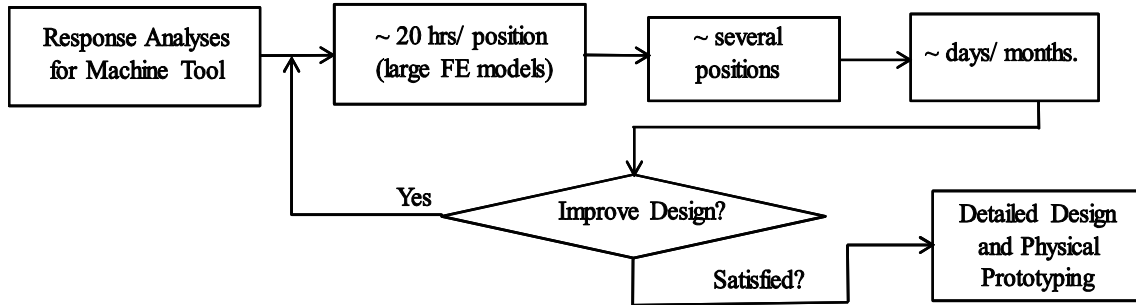 Response Analyses
for Machine Tool
~ 20 hrs/ position
(large FE models)
~ several
positions
~ days/ months.
Yes
Improve Design?
Satisfied?
Detailed Design
and Physical
Prototyping